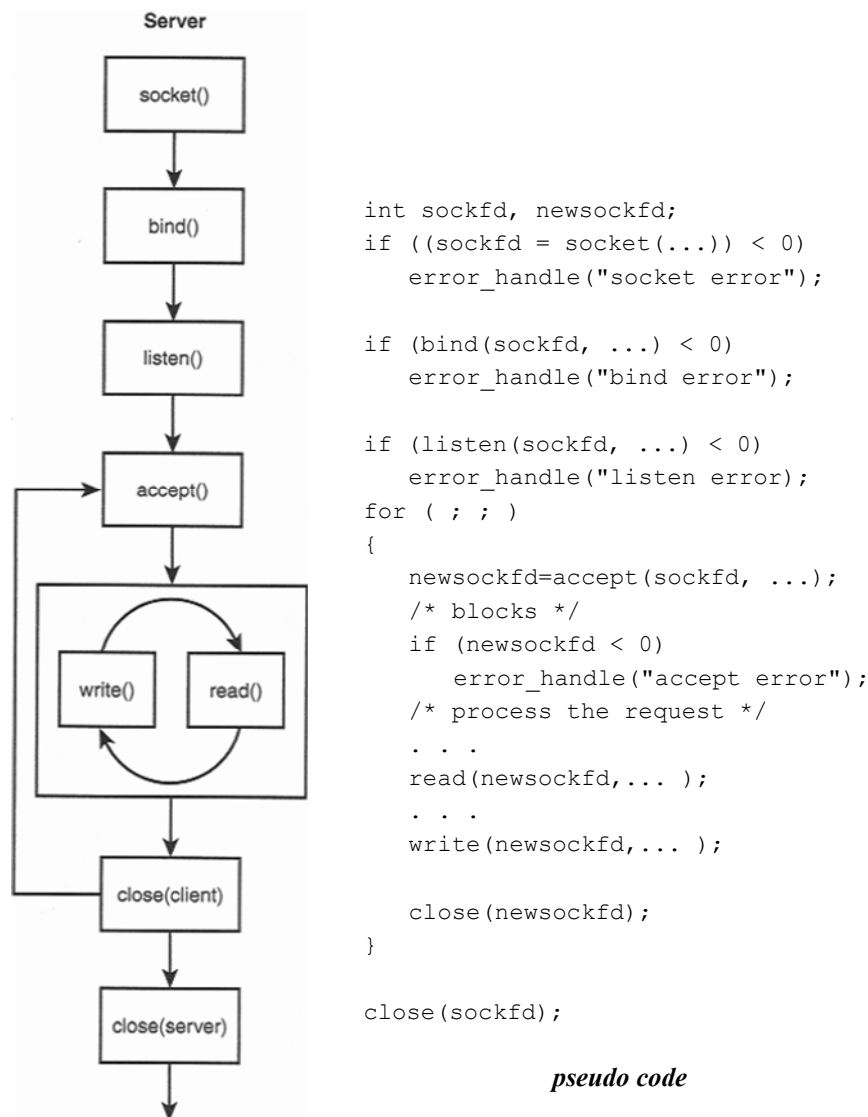 Server
socket()
bind()
listen()
accept()
write()
read()
close(client)
close(server)
int sockfd, newsockfd;
if ((sockfd = socket(...)) < 0)
   error_handle("socket error");
if (bind(sockfd, ...) < 0)
   error_handle("bind error");
if (listen(sockfd, ...) < 0)
   error_handle("listen error);
for ( ; ; )
{
   newsockfd=accept(sockfd, ...);
   /* blocks */
   if (newsockfd < 0)
      error_handle("accept error");
   /* process the request */
   . . .
   read(newsockfd,... );
   . . .
   write(newsockfd,... );
   close(newsockfd);
}
close(sockfd);
pseudo code